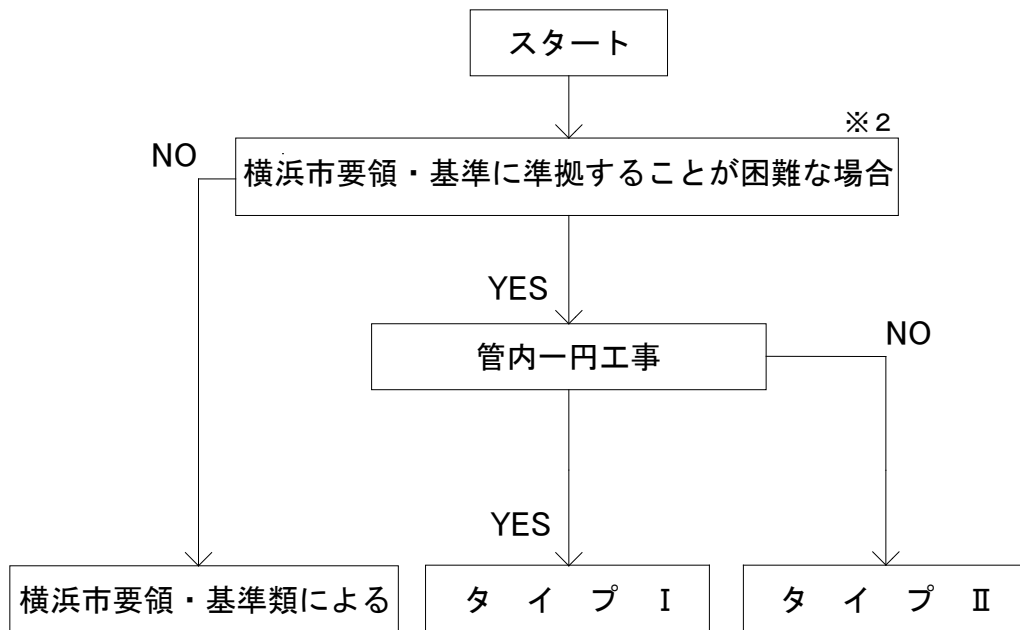 スタート
※２
NO
横浜市要領・基準に準拠することが困難な場合
YES
管内一円工事
NO
YES
横浜市要領・基準類による
タ イ プ Ⅰ
タ イ プ Ⅱ